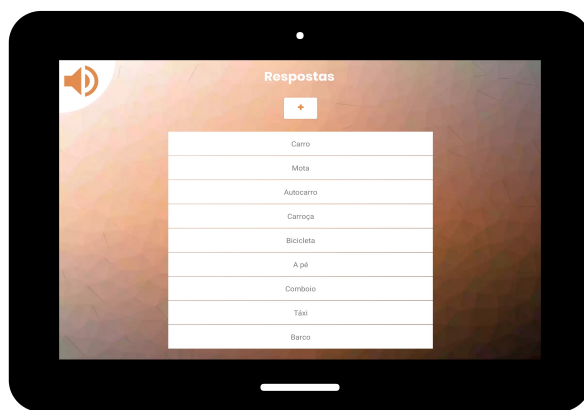 Respostas
+
Carro
Mota
Autocarro
Carroça
Bicicleta
A pé
Comboio
Táxi
Barco